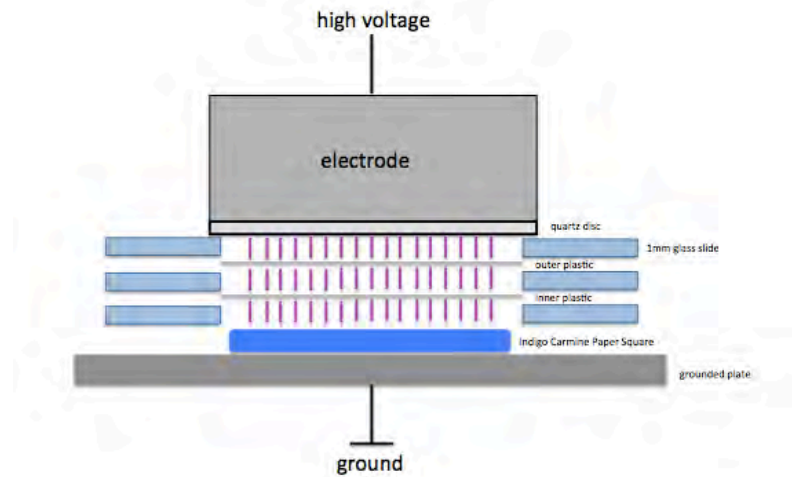 high voltage
electrode
quartz disc
1mm glass slide
outer plastic
inner plastic
Indigo Carmine Paper Square
grounded plate
ground